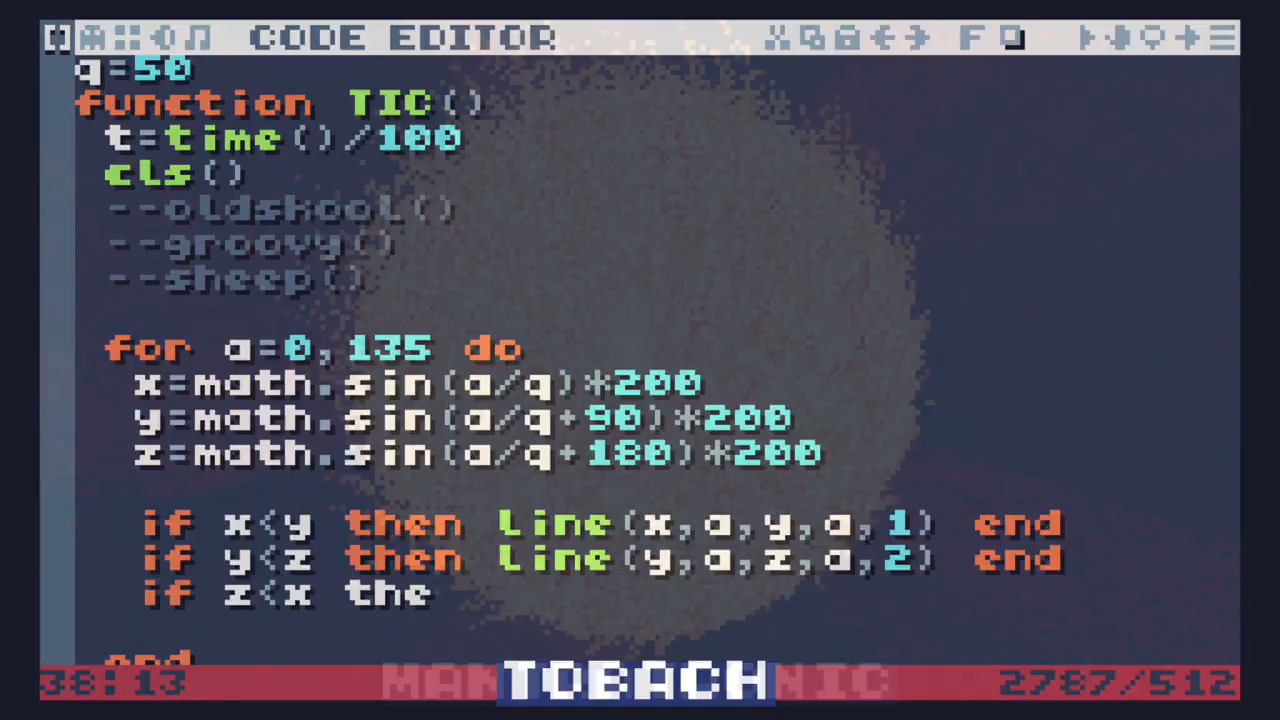 CODE EDITOR F
q=50
function TIC()
t=time()/100
cls()
--oldskool()
--groovy()
--sheep()
for a=0,135 do
x=math.sin(a/q)*200
y=math.sin(a/q+90)*200
z=math.sin(a/q+180)*200
if x<y then line(x,a,y,a,1) end
if y<z then line(y,a,z,a,2) end
if z<x the
end
38:13 TOBACH 2787/512